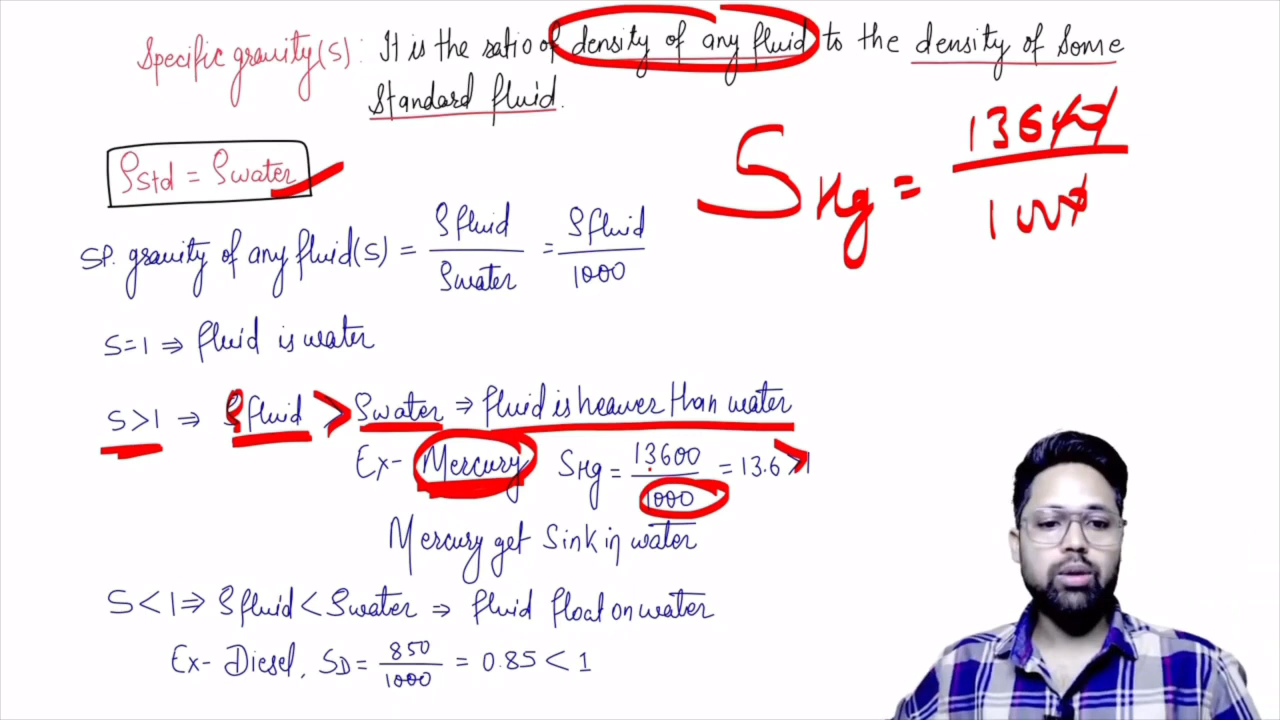 Specific gravity(S): It is the ratio of density of any fluid to the density of Some
Standard fluid.
S Hg = 13600 / 1000
ρstd = ρwater
SP. gravity of any fluid(S) = ρfluid / ρwater = ρfluid / 1000
S=1 ⇒ fluid is water
S>1 ⇒ ρfluid > ρwater ⇒ fluid is heavier than water
Ex- Mercury SHg = 13600 / 1000 = 13.6 > 1
Mercury get Sink in water
S<1 ⇒ ρfluid < ρwater ⇒ fluid float on water
Ex- Diesel, SD = 850 / 1000 = 0.85 < 1